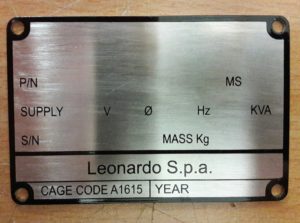 P/N MS
SUPPLY V Ø Hz KVA
S/N MASS Kg
Leonardo S.p.a.
CAGE CODE A1615 YEAR